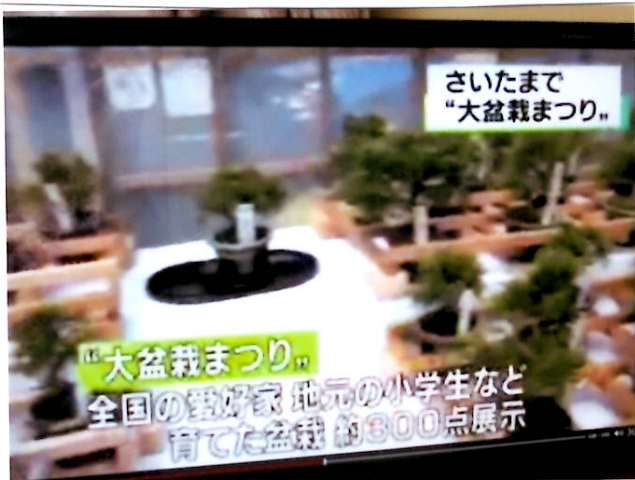 さいたまで
“大盆栽まつり„
“大盆栽まつり„
全国の愛好家 地元の小学生など
育てた盆栽 約300点展示